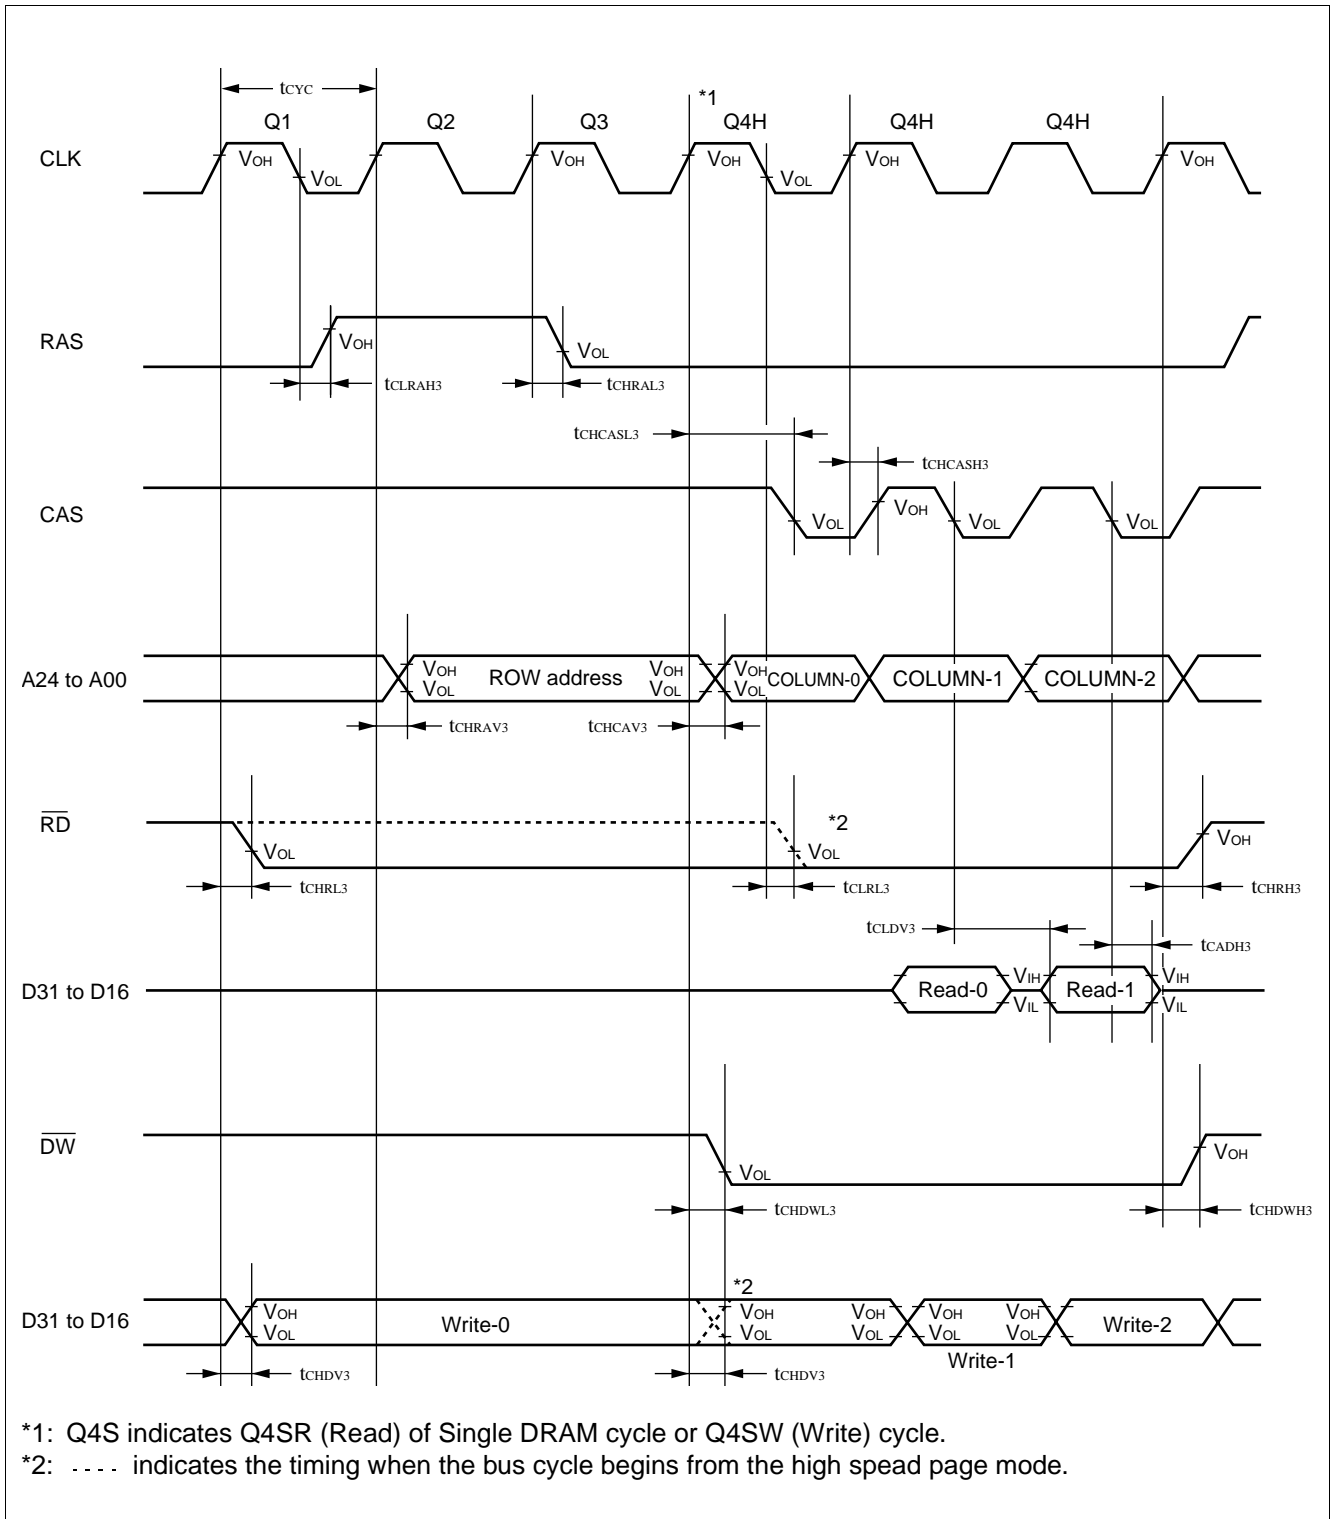 tCYC
*1
Q1 Q2 Q3 Q4H Q4H Q4H
CLK VOH VOL VOH VOH VOL VOH VOH
RAS VOH VOL
tCLRAH3 tCHRAL3
tCHCASL3
tCHCASH3
CAS VOL VOH VOL VOL
A24 to A00 VOH VOL ROW address VOH VOL VOH VOL COLUMN-0 COLUMN-1 COLUMN-2
tCHRAV3 tCHCAV3
RD VOL *2 VOL VOH
tCHRL3 tCLRL3 tCHRH3
tCLDV3
tCADH3
D31 to D16 Read-0 VIH VIL Read-1 VIH VIL
DW VOL VOH
tCHDWL3 tCHDWH3
*2
D31 to D16 VOH VOL Write-0 VOH VOL VOH VOL VOH VOL VOH VOL Write-2
Write-1
tCHDV3 tCHDV3
*1: Q4S indicates Q4SR (Read) of Single DRAM cycle or Q4SW (Write) cycle.
*2: ---- indicates the timing when the bus cycle begins from the high spead page mode.